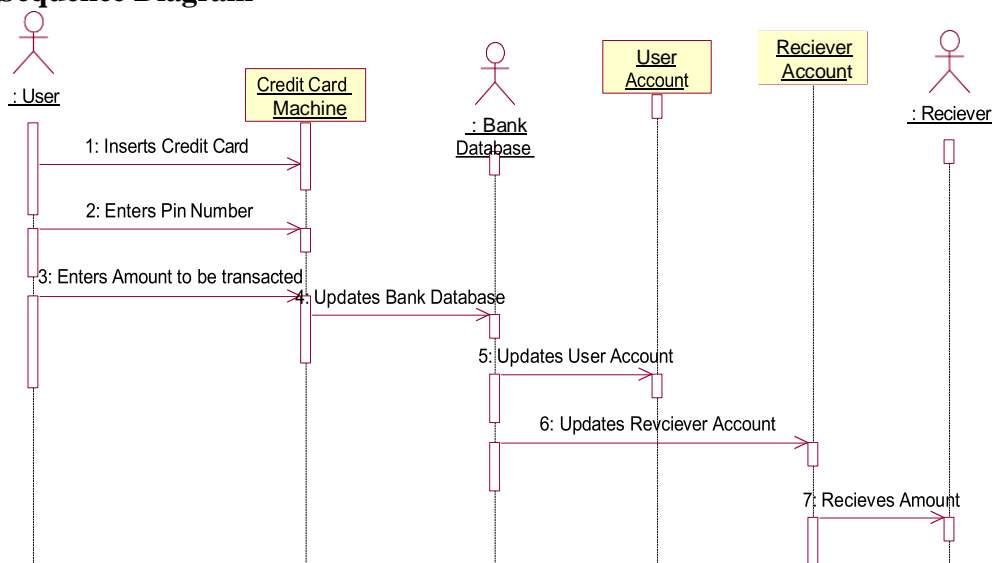 Sequence Diagram
: User
Credit Card
Machine
: Bank
Database
User
Account
Reciever
Account
: Reciever
1: Inserts Credit Card
2: Enters Pin Number
3: Enters Amount to be transacted
4: Updates Bank Database
5: Updates User Account
6: Updates Revciever Account
7: Recieves Amount